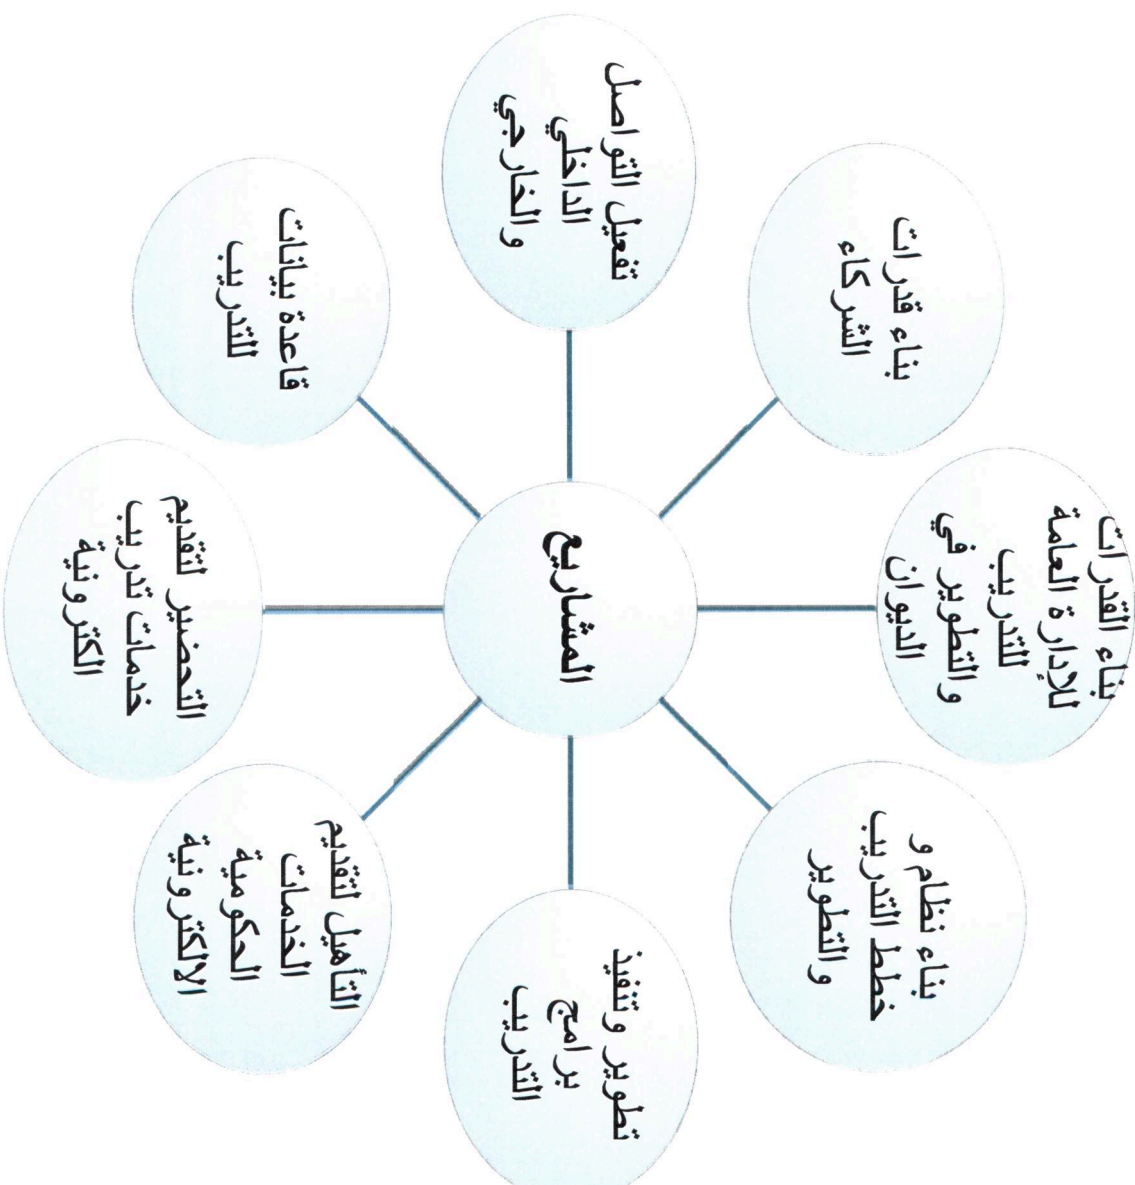 المشاريع
بناء القدرات
للإدارة العامة
للتدريب
والتطوير في
الديوان
بناء نظام و
خطط التدريب
والتطوير
تطوير وتنفيذ
برامج
التدريب
التأهيل لتقديم
الخدمات
الحكومية
الالكترونية
التحضير لتقديم
خدمات تدريب
الكترونية
قاعدة بيانات
للتدريب
تفعيل التواصل
الداخلي
والخارجي
بناء قدرات
الشركاء